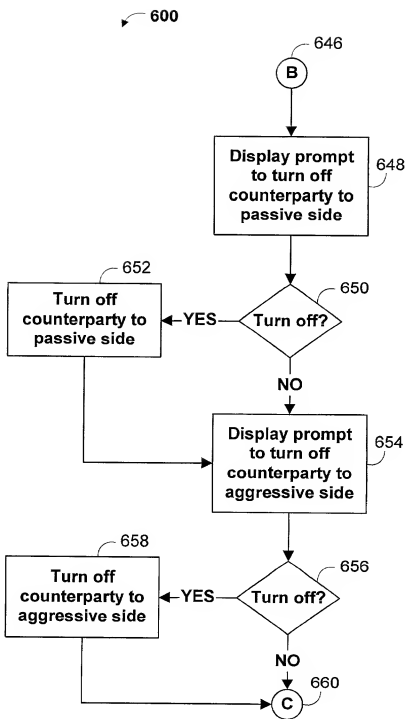 600
646
B
Display prompt
to turn off
counterparty to
passive side
648
652
650
Turn off
counterparty to
passive side
YES
Turn off?
NO
Display prompt
to turn off
counterparty to
aggressive side
654
658
656
Turn off
counterparty to
aggressive side
YES
Turn off?
NO
660
C